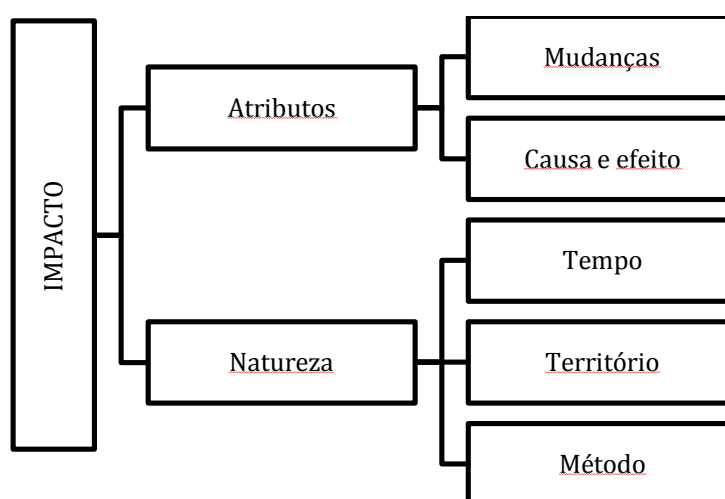 IMPACTO
Atributos
Mudanças
Causa e efeito
Natureza
Tempo
Território
Método